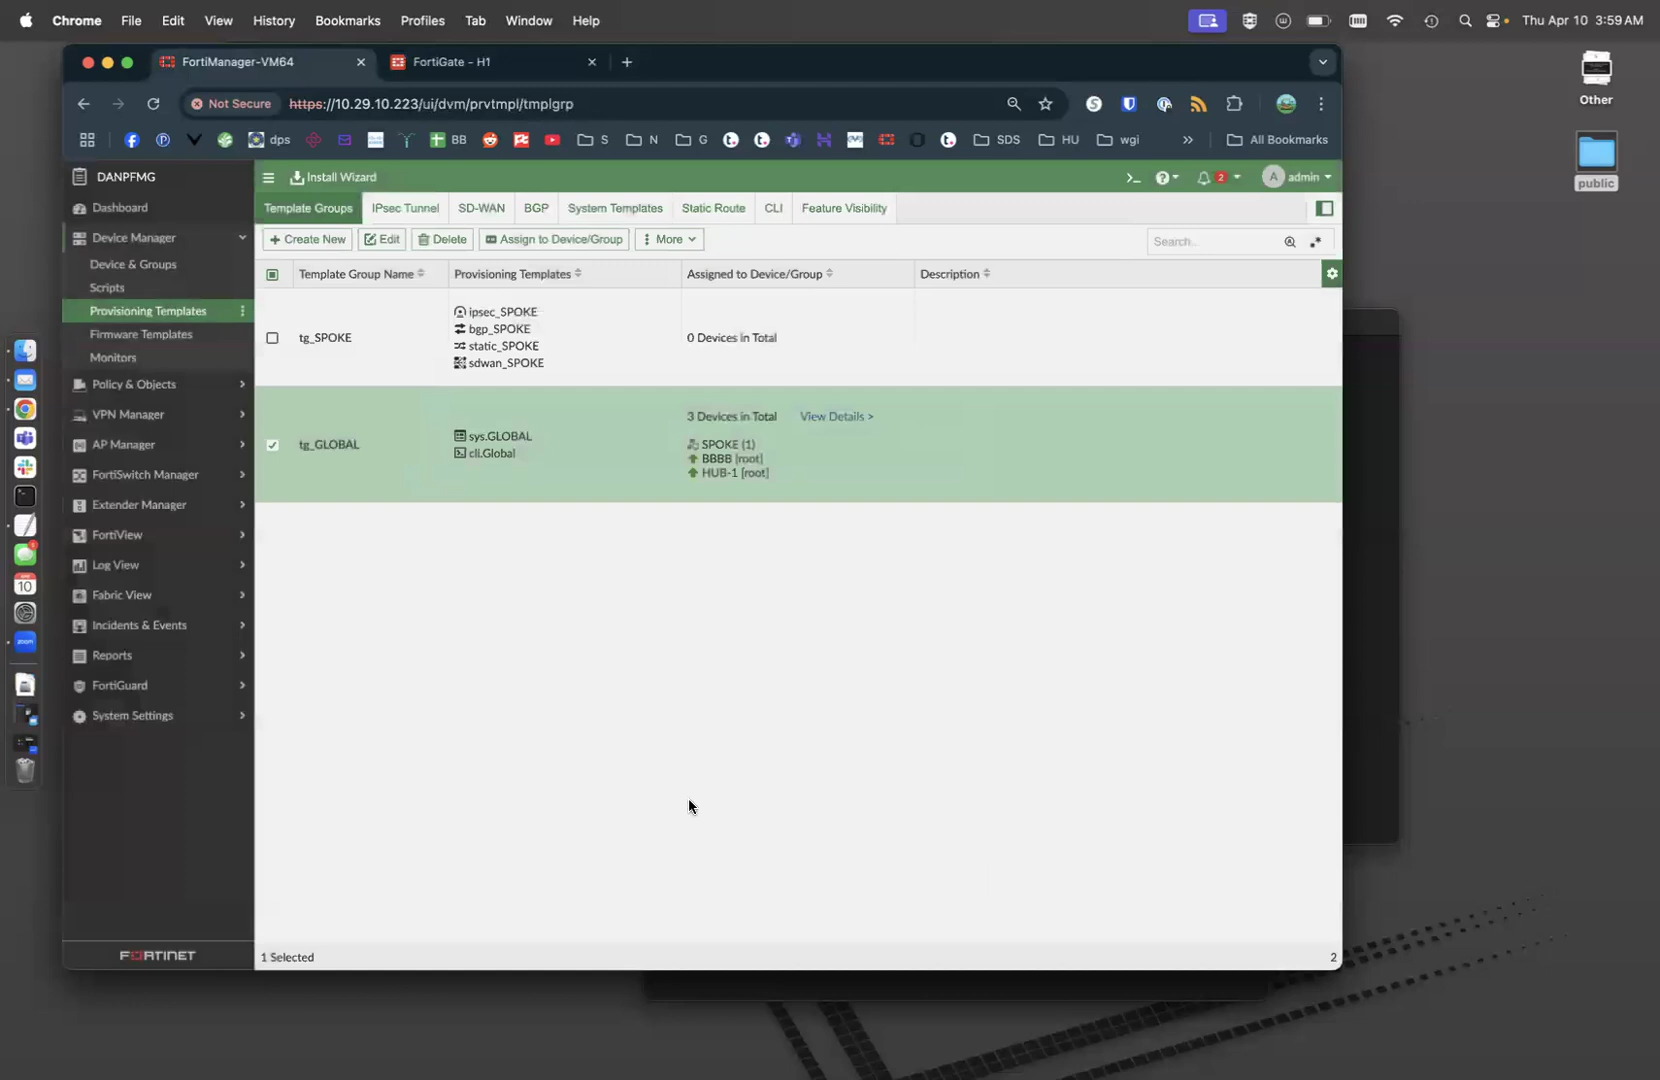 Chrome File Edit View History Bookmarks Profiles Tab Window Help Thu Apr 10 3:59 AM
FortiManager-VM64 FortiGate - H1
Not Secure https://10.29.10.223/ui/dvm/prvtmpl/tmplgrp
dps BB S N G SDS HU wgi » All Bookmarks
Other
public
DANPFMG Install Wizard 2 A admin
Dashboard
Device Manager
Device & Groups
Scripts
Provisioning Templates
Firmware Templates
Monitors
Policy & Objects
VPN Manager
AP Manager
FortiSwitch Manager
Extender Manager
FortiView
Log View
Fabric View
Incidents & Events
Reports
FortiGuard
System Settings
FORTINET
Template Groups IPsec Tunnel SD-WAN BGP System Templates Static Route CLI Feature Visibility
+ Create New Edit Delete Assign to Device/Group More Search...
Template Group Name Provisioning Templates Assigned to Device/Group Description
tg_SPOKE
ipsec_SPOKE
bgp_SPOKE
static_SPOKE
sdwan_SPOKE
0 Devices in Total
tg_GLOBAL
sys.GLOBAL
cli.Global
3 Devices in Total View Details >
SPOKE (1)
BBBB [root]
HUB-1 [root]
1 Selected 2
APR
10
zoom